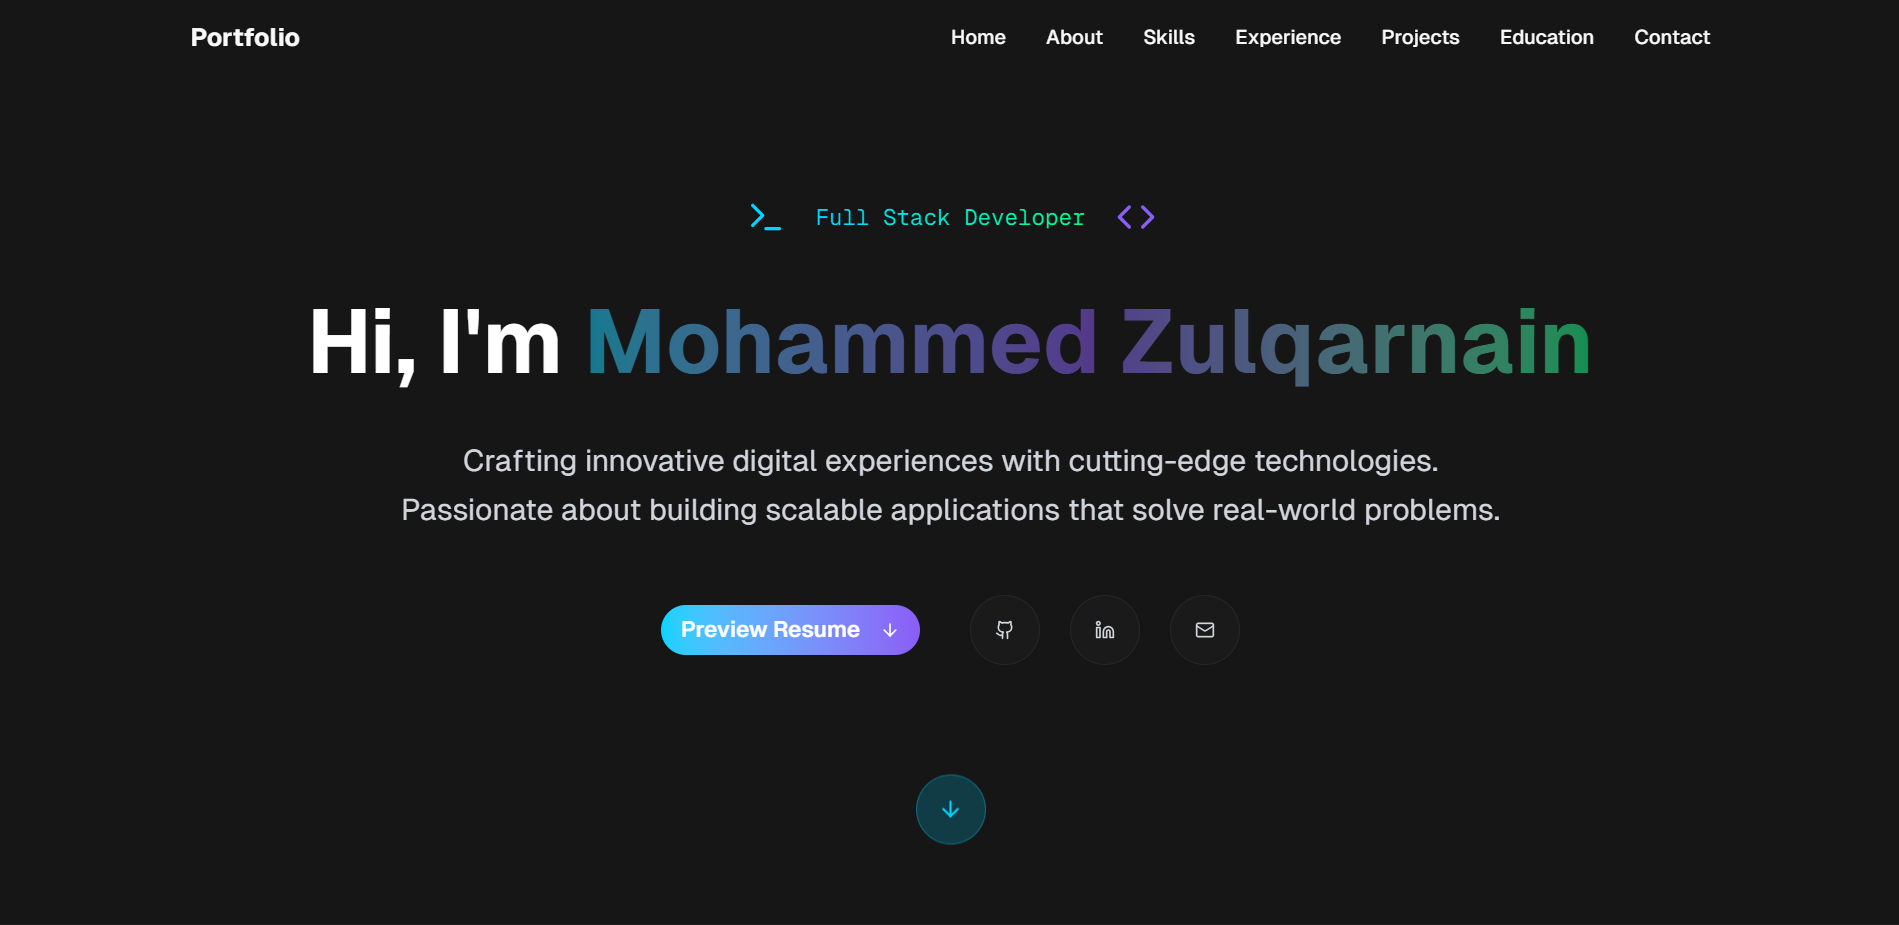 Portfolio Home About Skills Experience Projects Education Contact
Full Stack Developer
Hi, I'm Mohammed Zulqarnain
Crafting innovative digital experiences with cutting-edge technologies.
Passionate about building scalable applications that solve real-world problems.
Preview Resume